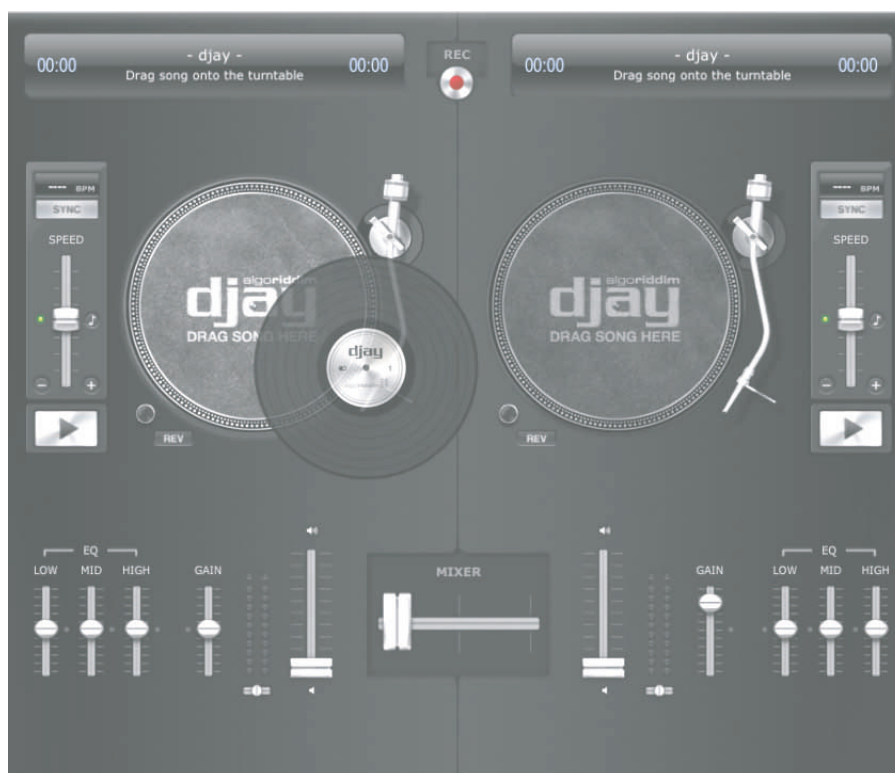 - djay -
00:00 00:00
Drag song onto the turntable
REC
- djay -
00:00 00:00
Drag song onto the turntable
---- BPM
SYNC
SPEED
algoriddim
djay
DRAG SONG HERE
djay
REV
algoriddim
djay
DRAG SONG HERE
REV
---- BPM
SYNC
SPEED
EQ
LOW MID HIGH GAIN
MIXER
GAIN
EQ
LOW MID HIGH